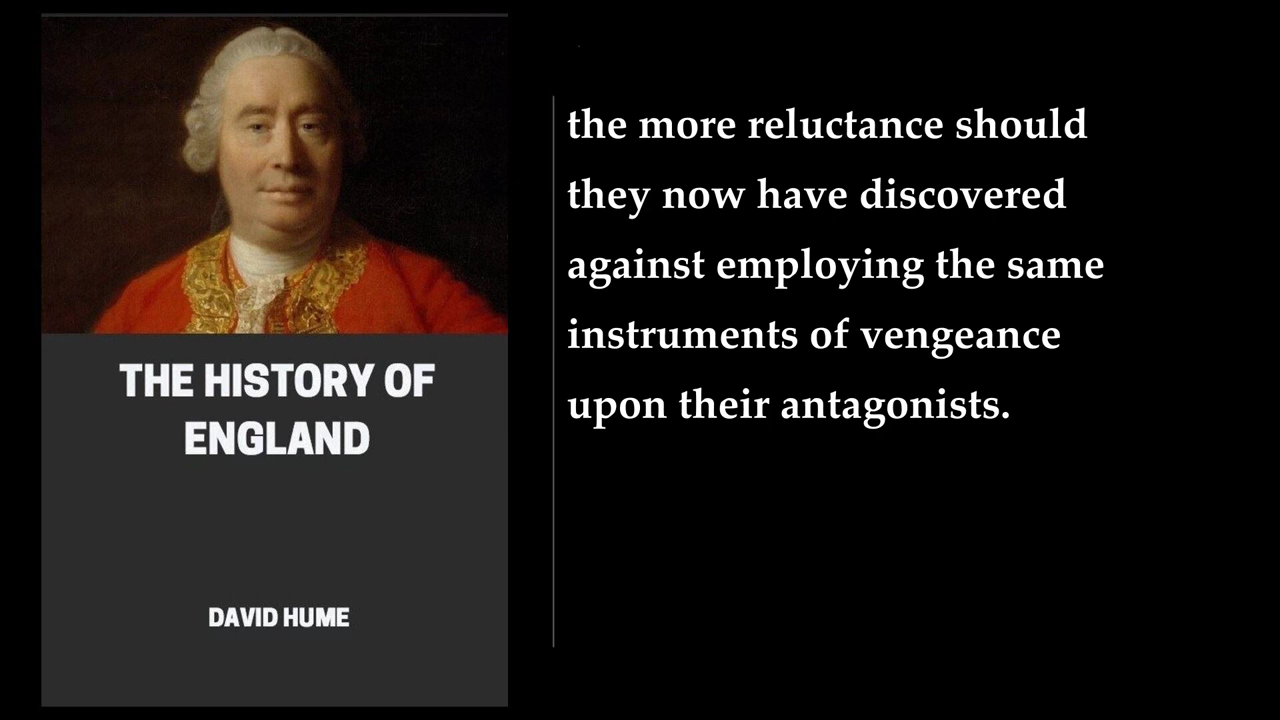 THE HISTORY OF
ENGLAND
DAVID HUME
the more reluctance should
they now have discovered
against employing the same
instruments of vengeance
upon their antagonists.